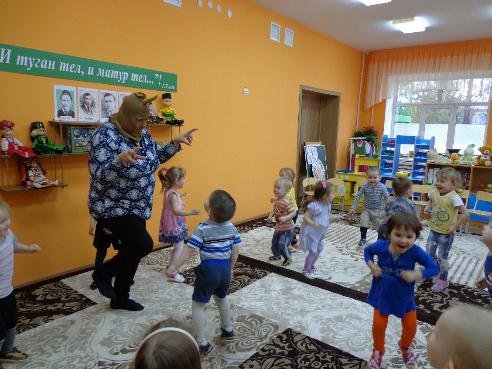 "И туган тел, и матур тел..."!